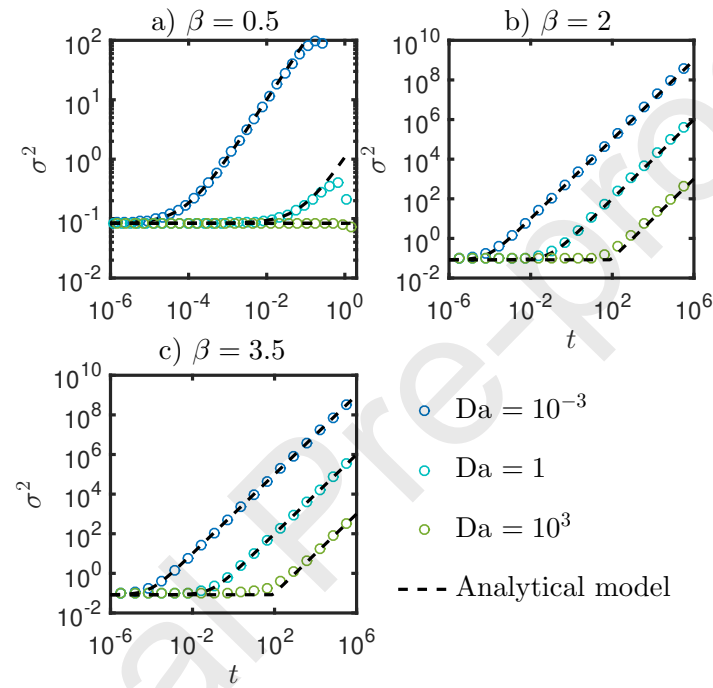 a) β = 0.5
b) β = 2
10^2
10^1
10^0
10^-1
10^-2
σ^2
10^-6
10^-4
10^-2
10^0
10^10
10^8
10^6
10^4
10^2
10^0
10^-2
σ^2
10^-6
10^-2
10^2
10^6
t
c) β = 3.5
10^10
10^8
10^6
10^4
10^2
10^0
10^-2
σ^2
10^-6
10^-2
10^2
10^6
t
Da = 10^-3
Da = 1
Da = 10^3
Analytical model
al Pre-pro